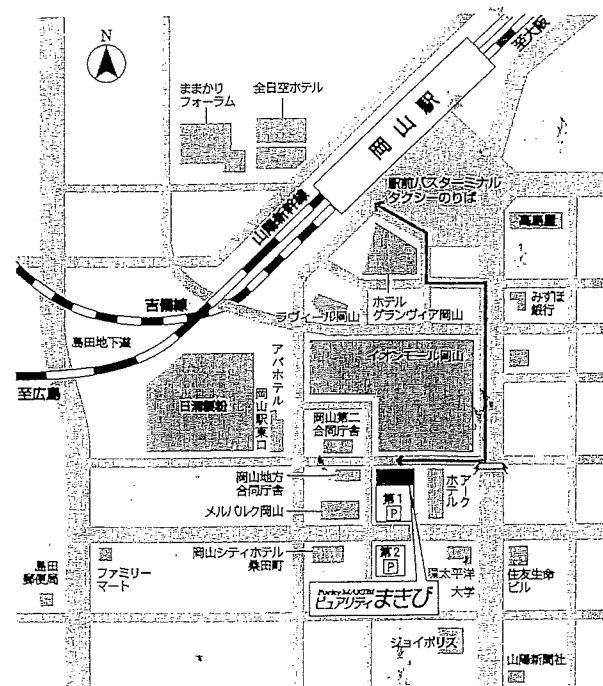 N
至大阪
ままかり
フォーラム
全日空ホテル
岡山駅
駅前バスターミナル
タクシーのりば
高島屋
山陽新幹線
吉備線
ホテル
グランヴィア岡山
みずほ
銀行
ラヴィール岡山
島田地下道
イオンモール岡山
至広島
日清製粉
アパホテル
岡山駅東口
岡山第二
合同庁舎
岡山地方
合同庁舎
アーク
ホテル
第1
P
メルパルク岡山
岡山シティホテル
桑田町
第2
P
島田
郵便局
ファミリー
マート
ピュアリティまきび
環太平洋
大学
住友生命
ビル
ジョイポリス
山陽新聞社